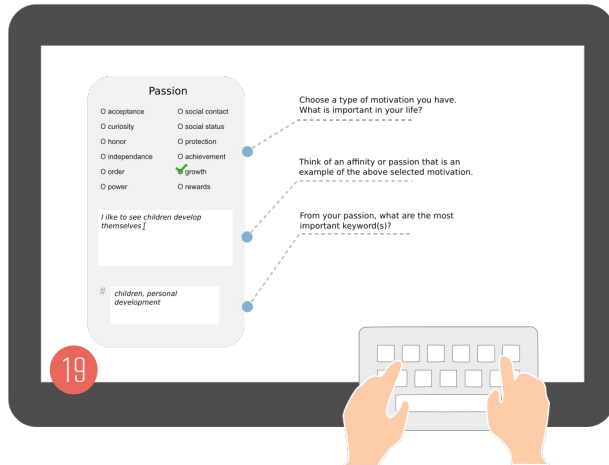 Passion
O acceptance
O curiosity
O honor
O independance
O order
O power
O social contact
O social status
O protection
O achievement
O growth
O rewards
I like to see children develop
themselves
# children, personal
development
Choose a type of motivation you have.
What is important in your life?
Think of an affinity or passion that is an
example of the above selected motivation.
From your passion, what are the most
important keyword(s)?
19